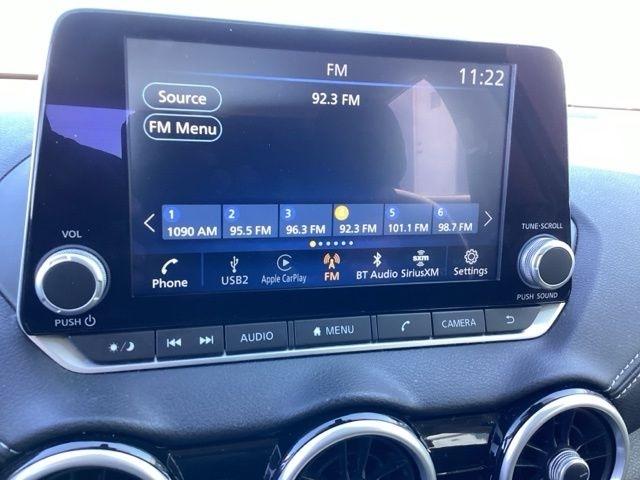 FM
11:22
Source
92.3 FM
FM Menu
1 2 3 4 5 6
1090 AM 95.5 FM 96.3 FM 92.3 FM 101.1 FM 98.7 FM
Phone USB2 Apple CarPlay FM BT Audio sxm SiriusXM Settings
VOL
PUSH
TUNE·SCROLL
PUSH SOUND
AUDIO MENU CAMERA